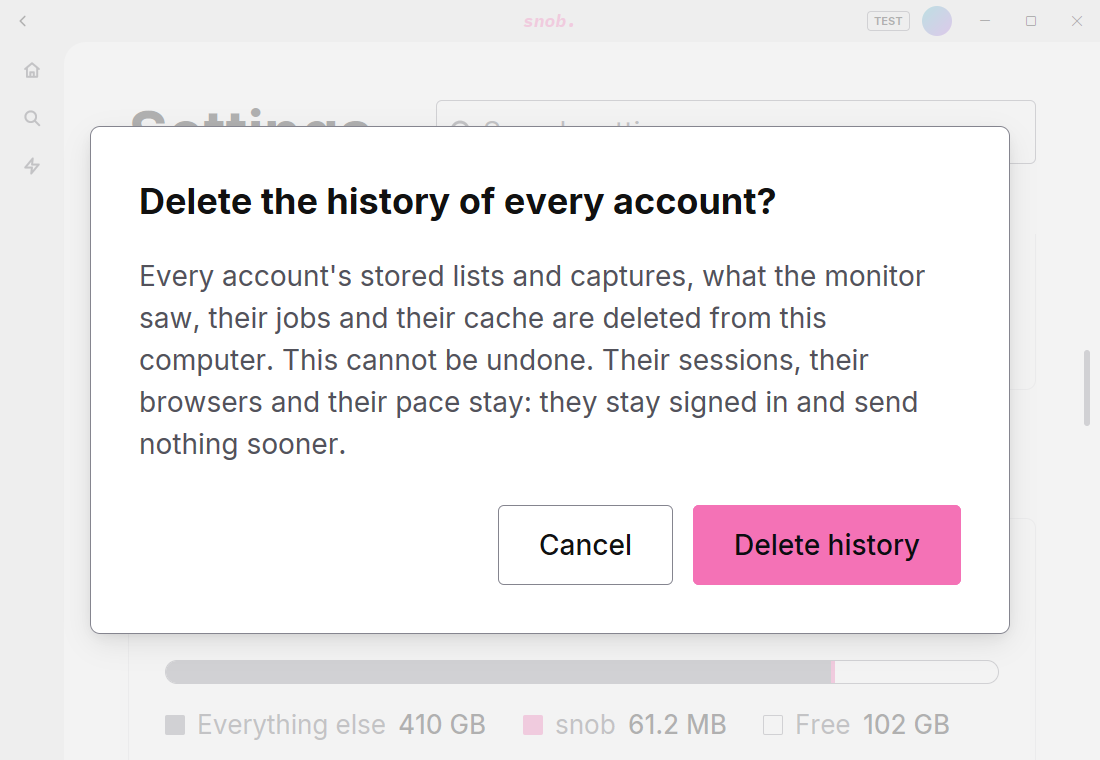 snob.
TEST
Settings
Delete the history of every account?
Every account's stored lists and captures, what the monitor
saw, their jobs and their cache are deleted from this
computer. This cannot be undone. Their sessions, their
browsers and their pace stay: they stay signed in and send
nothing sooner.
Cancel
Delete history
Everything else 410 GB
snob 61.2 MB
Free 102 GB